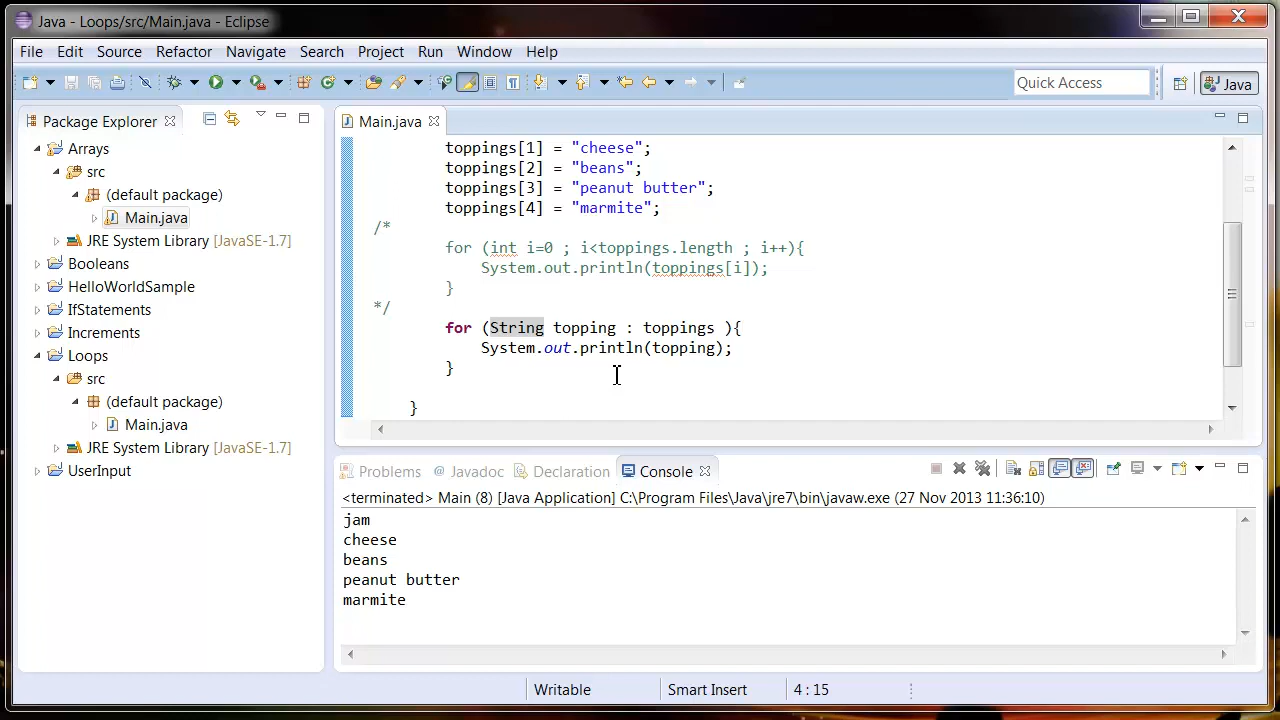 Java - Loops/src/Main.java - Eclipse
File Edit Source Refactor Navigate Search Project Run Window Help
Quick Access
Java
Package Explorer
Arrays
src
(default package)
Main.java
JRE System Library [JavaSE-1.7]
Booleans
HelloWorldSample
IfStatements
Increments
Loops
src
(default package)
Main.java
JRE System Library [JavaSE-1.7]
UserInput
Main.java
toppings[1] = "cheese";
toppings[2] = "beans";
toppings[3] = "peanut butter";
toppings[4] = "marmite";
/*
for (int i=0 ; i<toppings.length ; i++){
System.out.println(toppings[i]);
}
*/
for (String topping : toppings ){
System.out.println(topping);
}
}
Problems @ Javadoc Declaration Console
<terminated> Main (8) [Java Application] C:\Program Files\Java\jre7\bin\javaw.exe (27 Nov 2013 11:36:10)
jam
cheese
beans
peanut butter
marmite
Writable Smart Insert 4 : 15